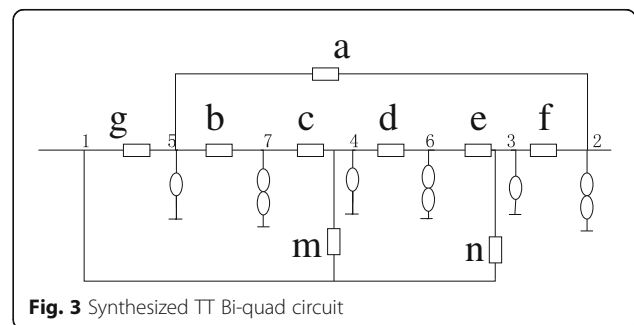 a
g b c d e f
1 5 7 4 6 3 2
m n
Fig. 3 Synthesized TT Bi-quad circuit